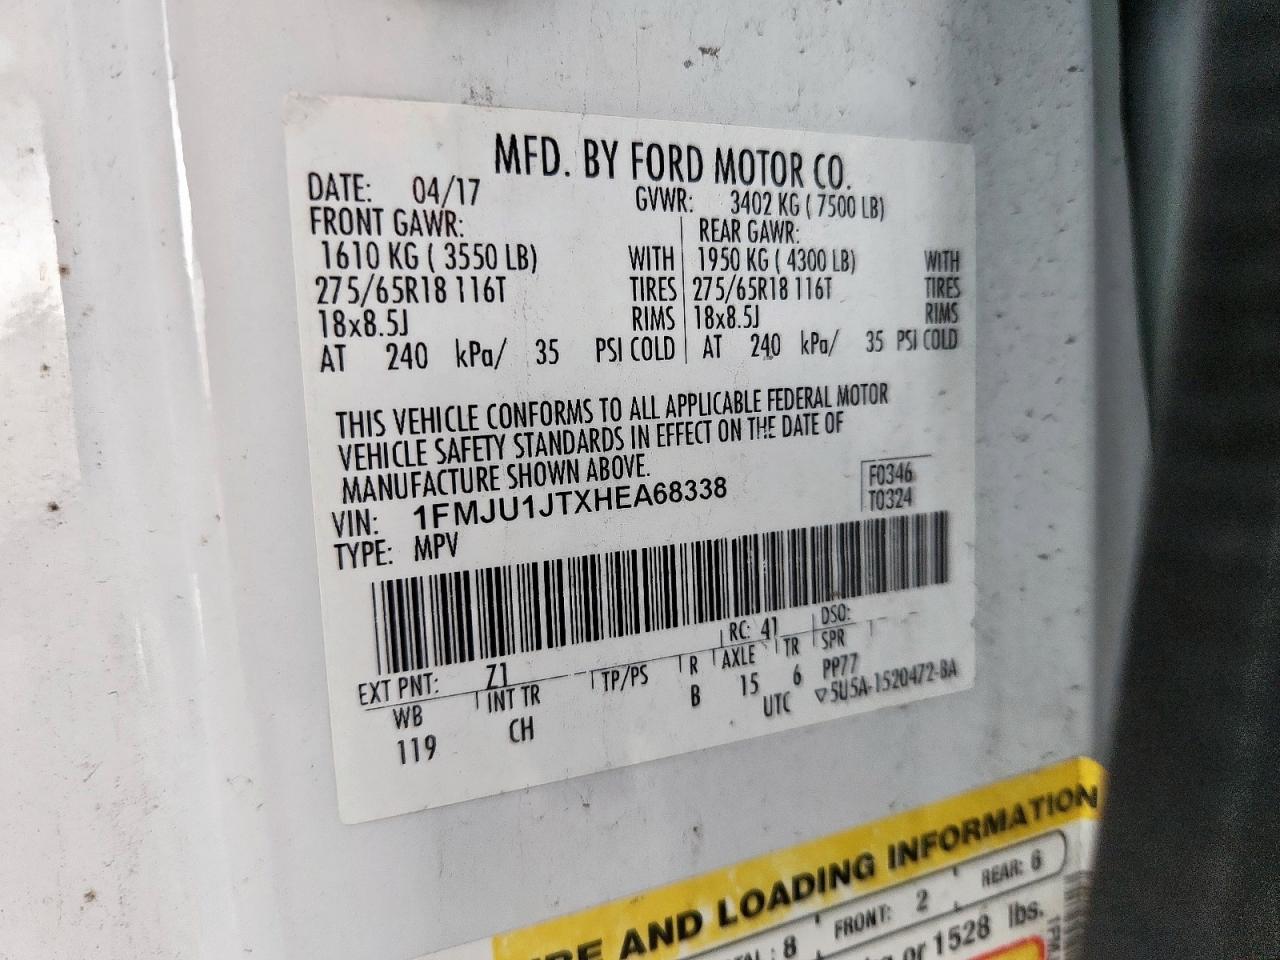 MFD. BY FORD MOTOR CO.
DATE: 04/17 GVWR: 3402 KG ( 7500 LB)
FRONT GAWR: REAR GAWR:
1610 KG ( 3550 LB) WITH 1950 KG ( 4300 LB) WITH
275/65R18 116T TIRES 275/65R18 116T TIRES
18x8.5J RIMS 18x8.5J RIMS
AT 240 kPa/ 35 PSI COLD AT 240 kPa/ 35 PSI COLD
THIS VEHICLE CONFORMS TO ALL APPLICABLE FEDERAL MOTOR
VEHICLE SAFETY STANDARDS IN EFFECT ON THE DATE OF
MANUFACTURE SHOWN ABOVE.
F0346
VIN: 1FMJU1JTXHEA68338
T0324
TYPE: MPV
EXT PNT: Z1 RC: 41 DSO:
WB INT TR TP/PS R AXLE TR SPR
119 CH B 15 6 PP77
UTC ▽5U5A-1520472-BA
AND LOADING INFORMATION
: 8 FRONT: 2 REAR: 6
or 1528 lbs.